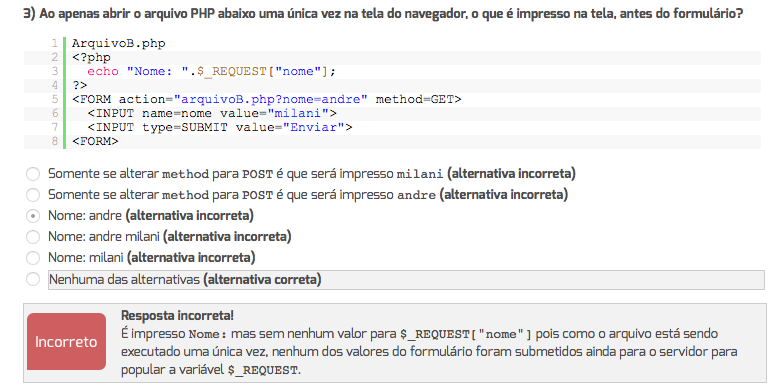 3) Ao apenas abrir o arquivo PHP abaixo uma única vez na tela do navegador, o que é impresso na tela, antes do formulário?
1 ArquivoB.php
2 <?php
3 echo "Nome: ".$_REQUEST["nome"];
4 ?>
5 <FORM action="arquivoB.php?nome=andre" method=GET>
6 <INPUT name=nome value="milani">
7 <INPUT type=SUBMIT value="Enviar">
8 <FORM>
Somente se alterar method para POST é que será impresso milani (alternativa incorreta)
Somente se alterar method para POST é que será impresso andre (alternativa incorreta)
Nome: andre (alternativa incorreta)
Nome: andre milani (alternativa incorreta)
Nome: milani (alternativa incorreta)
Nenhuma das alternativas (alternativa correta)
Incorreto
Resposta incorreta!
É impresso Nome: mas sem nenhum valor para $_REQUEST["nome"] pois como o arquivo está sendo
executado uma única vez, nenhum dos valores do formulário foram submetidos ainda para o servidor para
popular a variável $_REQUEST.